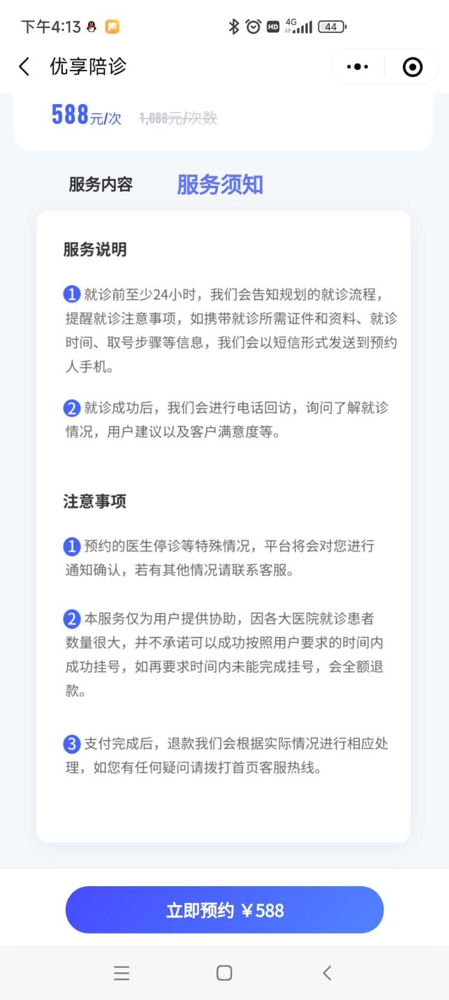 下午4:13
HD
4G
44
优享陪诊
588元/次 1,088元/次数
服务内容 服务须知
服务说明
1 就诊前至少24小时，我们会告知规划的就诊流程，
提醒就诊注意事项，如携带就诊所需证件和资料、就诊
时间、取号步骤等信息，我们会以短信形式发送到预约
人手机。
2 就诊成功后，我们会进行电话回访，询问了解就诊
情况，用户建议以及客户满意度等。
注意事项
1 预约的医生停诊等特殊情况，平台将会对您进行
通知确认，若有其他情况请联系客服。
2 本服务仅为用户提供协助，因各大医院就诊患者
数量很大，并不承诺可以成功按照用户要求的时间内
成功挂号，如再要求时间内未能完成挂号，会全额退
款。
3 支付完成后，退款我们会根据实际情况进行相应处
理，如您有任何疑问请拨打首页客服热线。
立即预约 ￥588